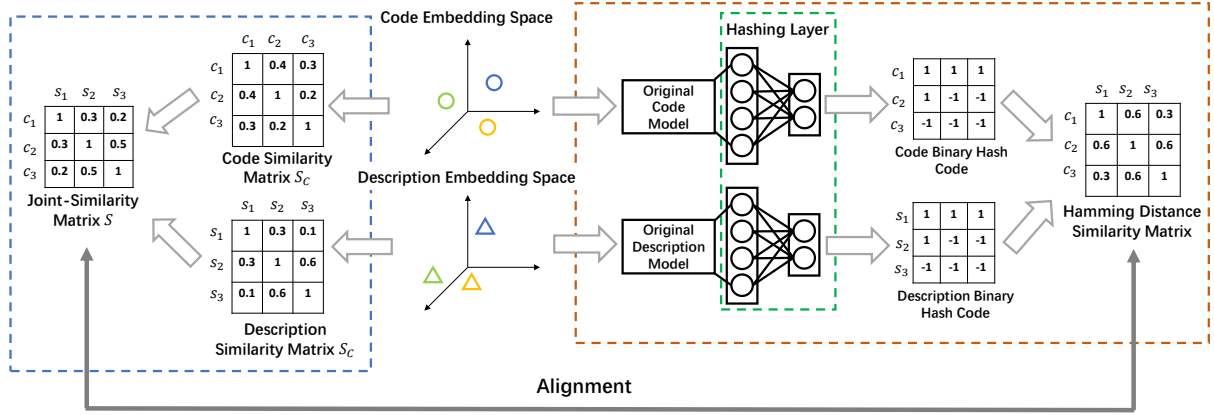 Code Embedding Space
Hashing Layer
c₁ c₂ c₃
c₁ 1 0.4 0.3
c₂ 0.4 1 0.2
c₃ 0.3 0.2 1
Code Similarity
Matrix S_C
s₁ s₂ s₃
c₁ 1 0.3 0.2
c₂ 0.3 1 0.5
c₃ 0.2 0.5 1
Joint-Similarity
Matrix S
Original
Code
Model
c₁ 1 1 1
c₂ 1 -1 -1
c₃ -1 -1 -1
Code Binary Hash
Code
s₁ s₂ s₃
c₁ 1 0.6 0.3
c₂ 0.6 1 0.6
c₃ 0.3 0.6 1
Hamming Distance
Similarity Matrix
Description Embedding Space
s₁ s₂ s₃
s₁ 1 0.3 0.1
s₂ 0.3 1 0.6
s₃ 0.1 0.6 1
Description
Similarity Matrix S_C
Original
Description
Model
s₁ 1 1 1
s₂ 1 -1 -1
s₃ -1 -1 -1
Description Binary
Hash Code
Alignment